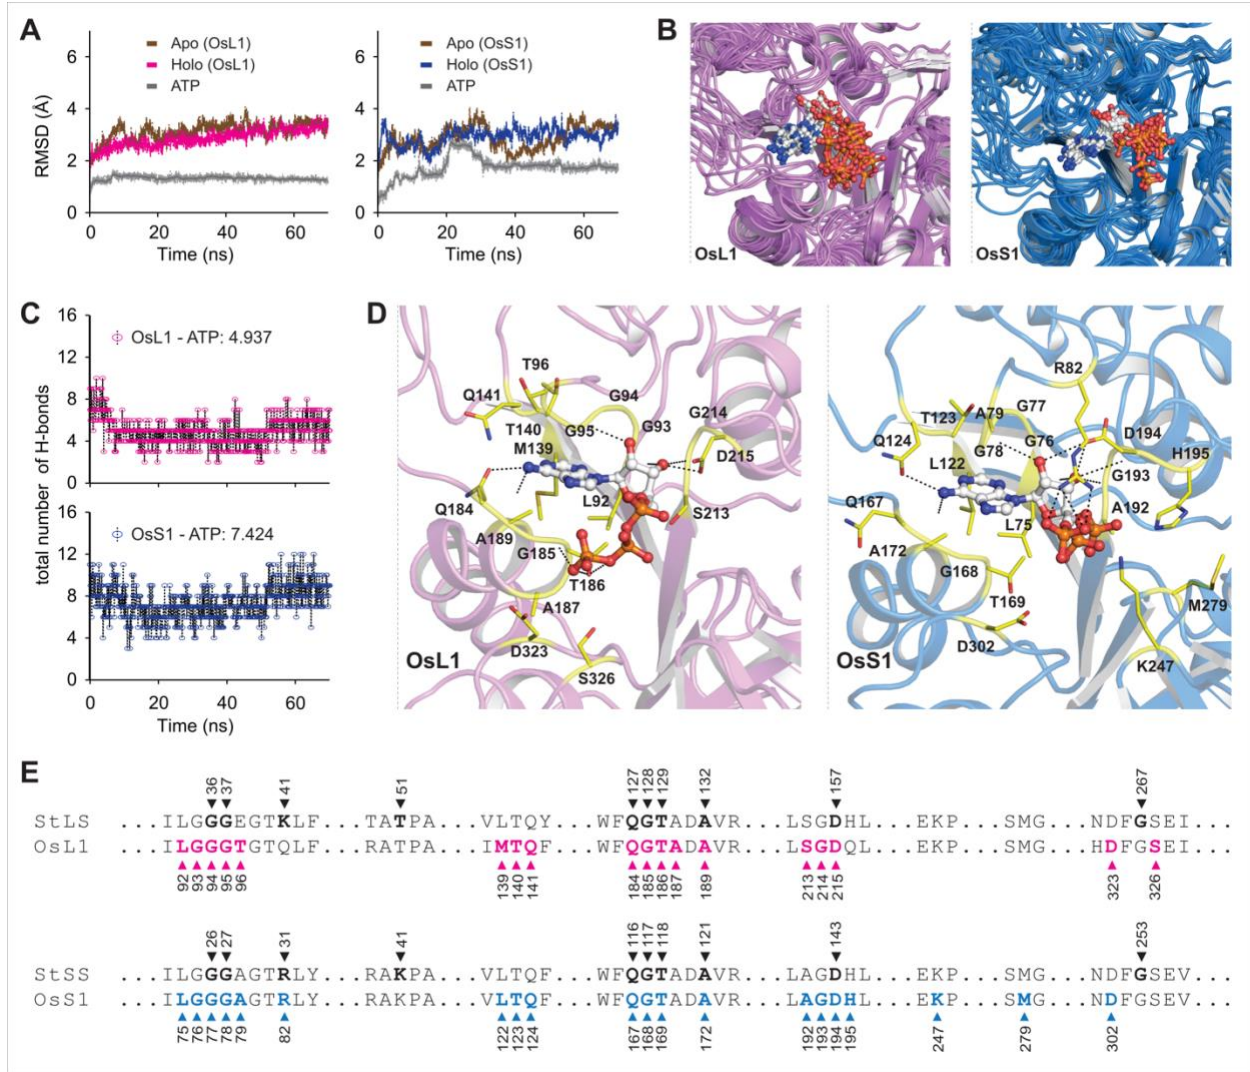 A
6
4
2
0
RMSD (Å)
Apo (OsL1)
Holo (OsL1)
ATP
0 20 40 60
Time (ns)
6
4
2
0
Apo (OsS1)
Holo (OsS1)
ATP
0 20 40 60
Time (ns)
B
OsL1
OsS1
C
total number of H-bonds
16
12
8
4
0
OsL1 - ATP: 4.937
16
12
8
4
0
OsS1 - ATP: 7.424
0 20 40 60
Time (ns)
D
T96
Q141
G94
T140
G95
G93
G214
M139
D215
L92
Q184
S213
A189
G185
T186
A187
D323
S326
OsL1
R82
T123
A79
G77
Q124
G78
G76
D194
H195
L122
G193
Q167
L75
A192
A172
G168
T169
M279
D302
K247
OsS1
E
36 37 41 51 127 128 129 132 157 267
StLS ...ILGGGGEGTKLF...TATPA...VLTQY...WFQGTADAVR...LSGDHL...EKP...SMG...NDFGSEI...
OsL1 ...ILGGGGTGTQLF...RATPA...VMTQF...WFQGTADAVR...LSGDQL...EKP...SMG...HDFGSEI...
92 93 94 95 96 139 140 141 184 185 186 187 189 213 214 215 323 326
26 27 31 41 116 117 118 121 143 253
StSS ...ILGGGGAGTRLY...RAKPA...VLTQF...WFQGTADAVR...LAGDHL...EKP...SMG...NDFGSEV...
OsS1 ...ILGGGGAGTRLY...RAKPA...VLTQF...WFQGTADAVR...LAGDHL...EKP...SMG...NDFGSEV...
75 76 77 78 79 82 122 123 124 167 168 169 172 192 193 194 195 247 279 302